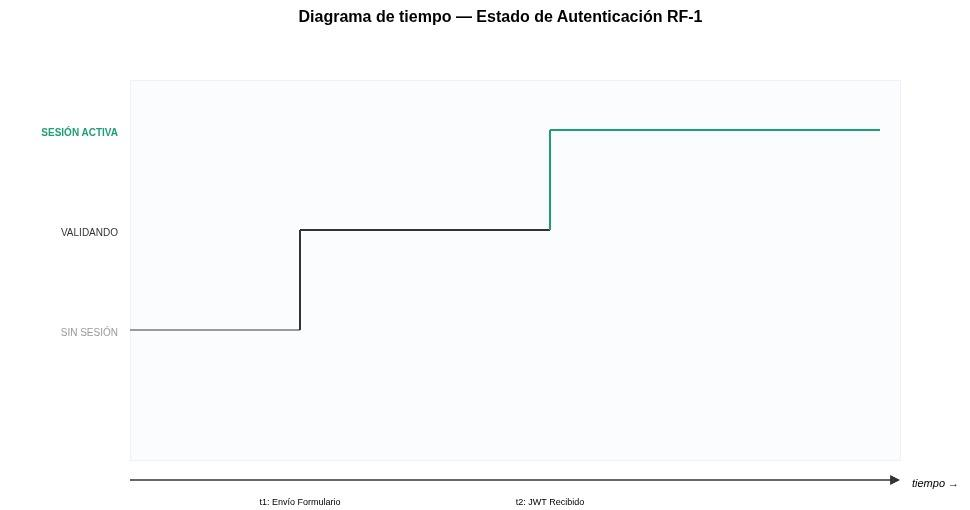 Diagrama de tiempo — Estado de Autenticación RF-1
SESIÓN ACTIVA
VALIDANDO
SIN SESIÓN
tiempo →
t1: Envío Formulario
t2: JWT Recibido